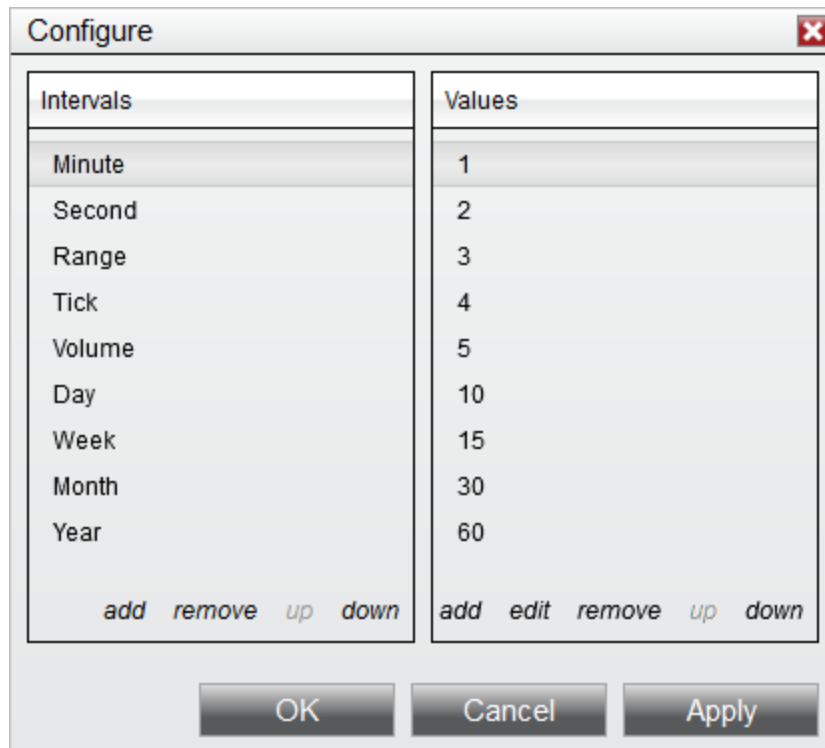 Configure
Intervals
Values
Minute
1
Second
2
Range
3
Tick
4
Volume
5
Day
10
Week
15
Month
30
Year
60
add remove up down
add edit remove up down
OK Cancel Apply